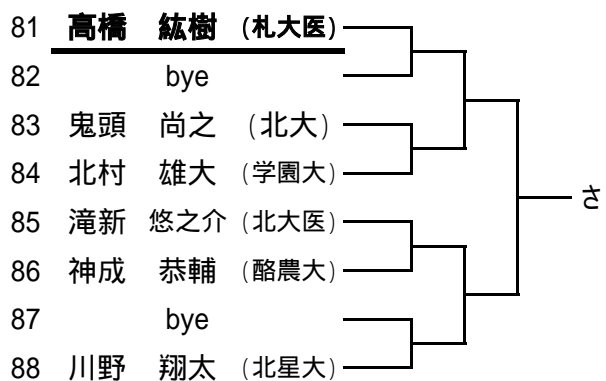 81 高橋 紘樹 (札大医)
82 bye
83 鬼頭 尚之 (北大)
84 北村 雄大 (学園大)
85 滝新 悠之介 (北大医)
86 神成 恭輔 (酪農大)
87 bye
88 川野 翔太 (北星大)
さ